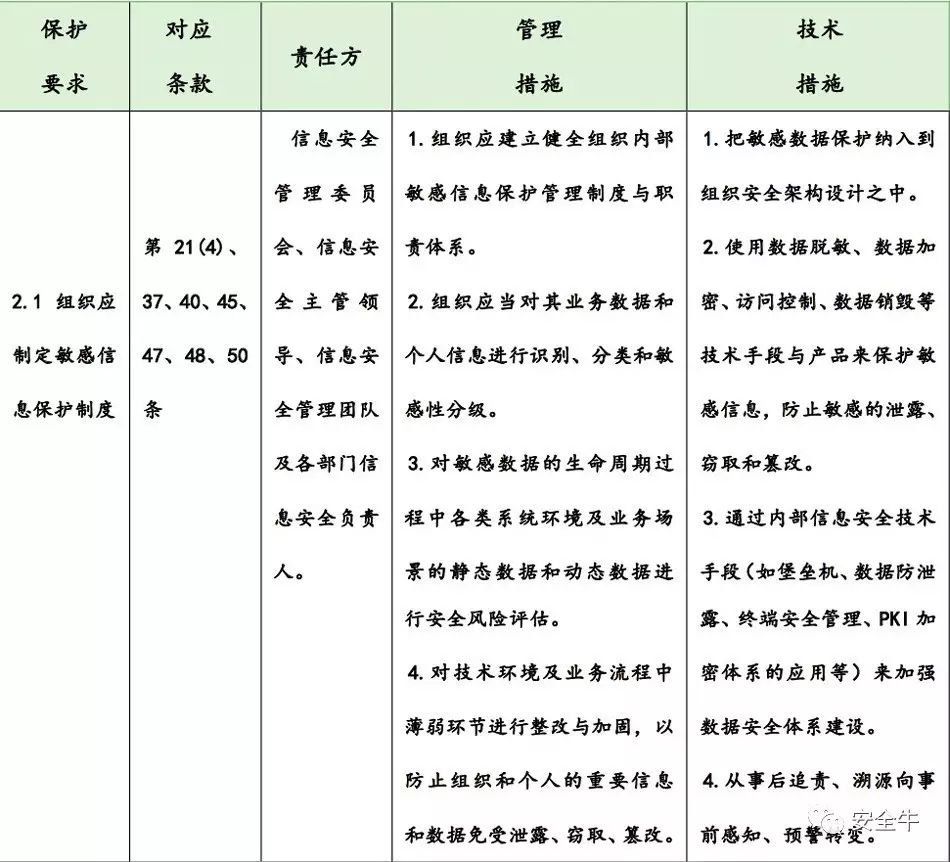 保护
要求
对应
条款
责任方
管理
措施
技术
措施
2.1 组织应
制定敏感信
息保护制度
第 21(4)、
37、40、45、
47、48、50
条
信息安全
管理委员
会、信息安
全主管领
导、信息安
全管理团队
及各部门信
息安全负责
人。
1.组织应建立健全组织内部
敏感信息保护管理制度与职
责体系。
2.组织应当对其业务数据和
个人信息进行识别、分类和敏
感性分级。
3.对敏感数据的生命周期过
程中各类系统环境及业务场
景的静态数据和动态数据进
行安全风险评估。
4.对技术环境及业务流程中
薄弱环节进行整改与加固，以
防止组织和个人的重要信息
和数据免受泄露、窃取、篡改。
1.把敏感数据保护纳入到
组织安全架构设计之中。
2.使用数据脱敏、数据加
密、访问控制、数据销毁等
技术手段与产品来保护敏
感信息，防止敏感的泄露、
窃取和篡改。
3.通过内部信息安全技术
手段（如堡垒机、数据防泄
露、终端安全管理、PKI 加
密体系的应用等）来加强
数据安全体系建设。
4.从事后追责、溯源向事
前感知、预警转变。
安全牛